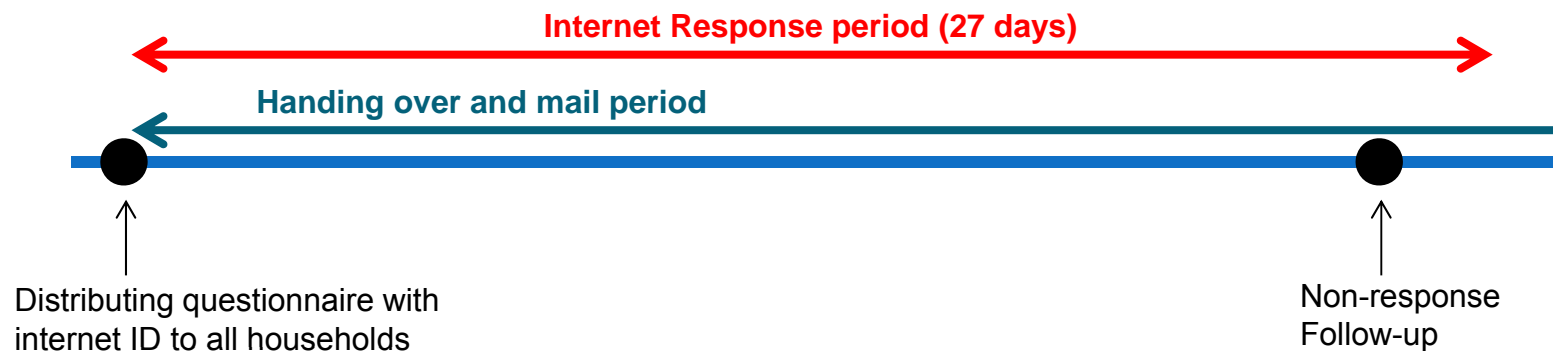 Internet Response period (27 days)
Handing over and mail period
Distributing questionnaire with
internet ID to all households
Non-response
Follow-up